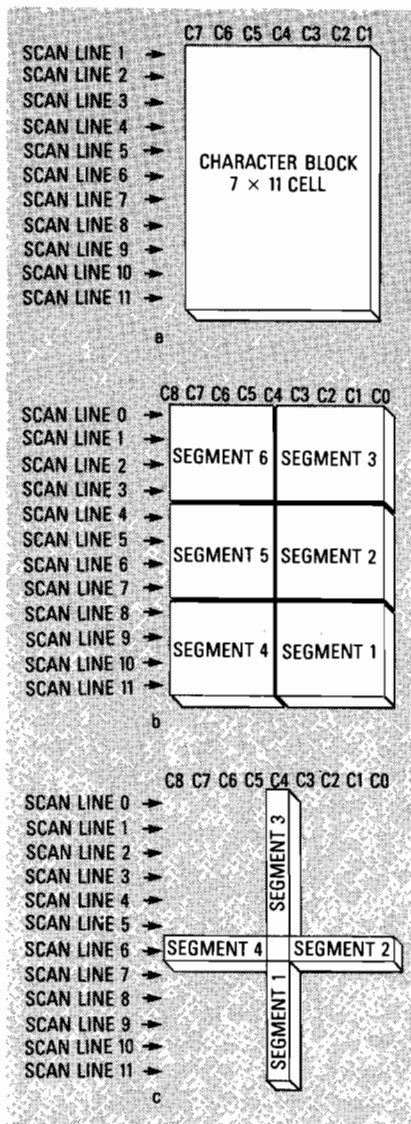 C7 C6 C5 C4 C3 C2 C1
SCAN LINE 1
SCAN LINE 2
SCAN LINE 3
SCAN LINE 4
SCAN LINE 5
SCAN LINE 6
SCAN LINE 7
SCAN LINE 8
SCAN LINE 9
SCAN LINE 10
SCAN LINE 11
CHARACTER BLOCK
7 × 11 CELL
a
C8 C7 C6 C5 C4 C3 C2 C1 C0
SCAN LINE 0
SCAN LINE 1
SCAN LINE 2
SCAN LINE 3
SCAN LINE 4
SCAN LINE 5
SCAN LINE 6
SCAN LINE 7
SCAN LINE 8
SCAN LINE 9
SCAN LINE 10
SCAN LINE 11
SEGMENT 6 SEGMENT 3
SEGMENT 5 SEGMENT 2
SEGMENT 4 SEGMENT 1
b
C8 C7 C6 C5 C4 C3 C2 C1 C0
SCAN LINE 0
SCAN LINE 1
SCAN LINE 2
SCAN LINE 3
SCAN LINE 4
SCAN LINE 5
SCAN LINE 6
SCAN LINE 7
SCAN LINE 8
SCAN LINE 9
SCAN LINE 10
SCAN LINE 11
SEGMENT 3
SEGMENT 4 SEGMENT 2
SEGMENT 1
c